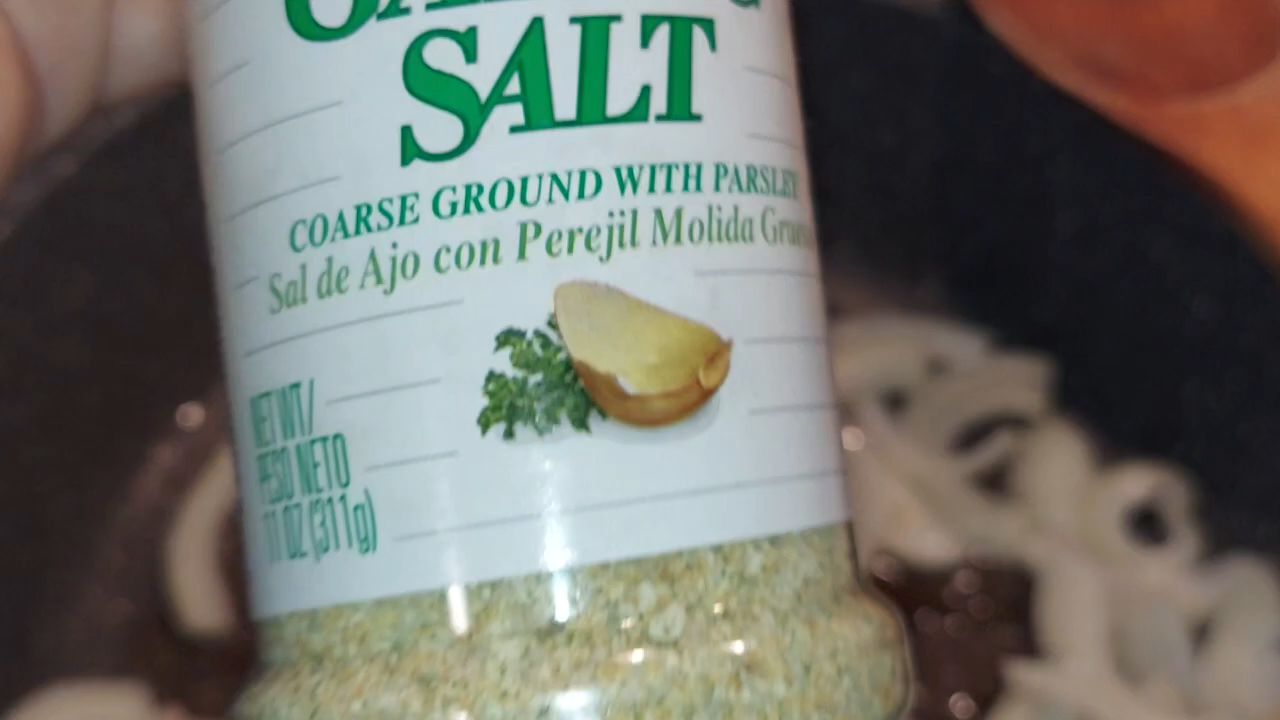 SALT
COARSE GROUND WITH PARSLEY
Sal de Ajo con Perejil Molida
NET WT/
PESO NETO
11 OZ (311g)